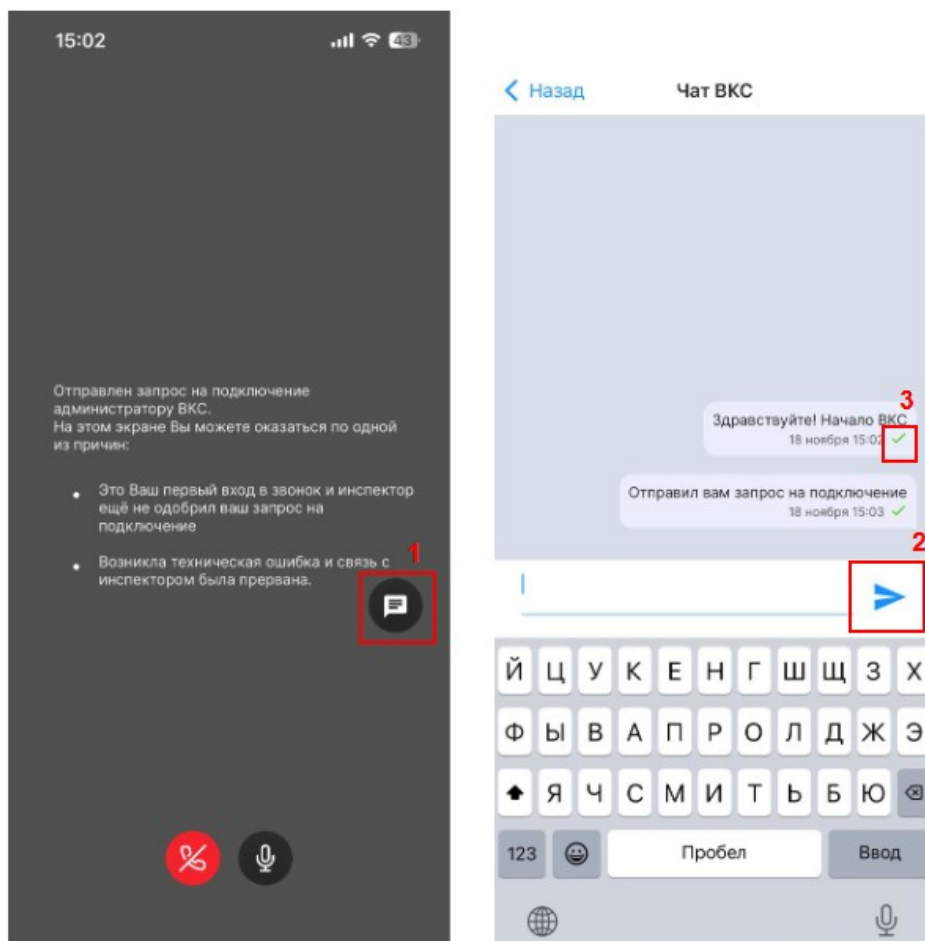 15:02
43
Отправлен запрос на подключение
администратору ВКС.
На этом экране Вы можете оказаться по одной
из причин:
Это Ваш первый вход в звонок и инспектор
ещё не одобрил ваш запрос на
подключение
Возникла техническая ошибка и связь с
инспектором была прервана.
1
Назад
Чат ВКС
3
Здравствуйте! Начало ВКС
18 ноября 15:02
Отправил вам запрос на подключение
18 ноября 15:03
2
Й Ц У К Е Н Г Ш Щ З Х
Ф Ы В А П Р О Л Д Ж Э
Я Ч С М И Т Ь Б Ю
123 Пробел Ввод